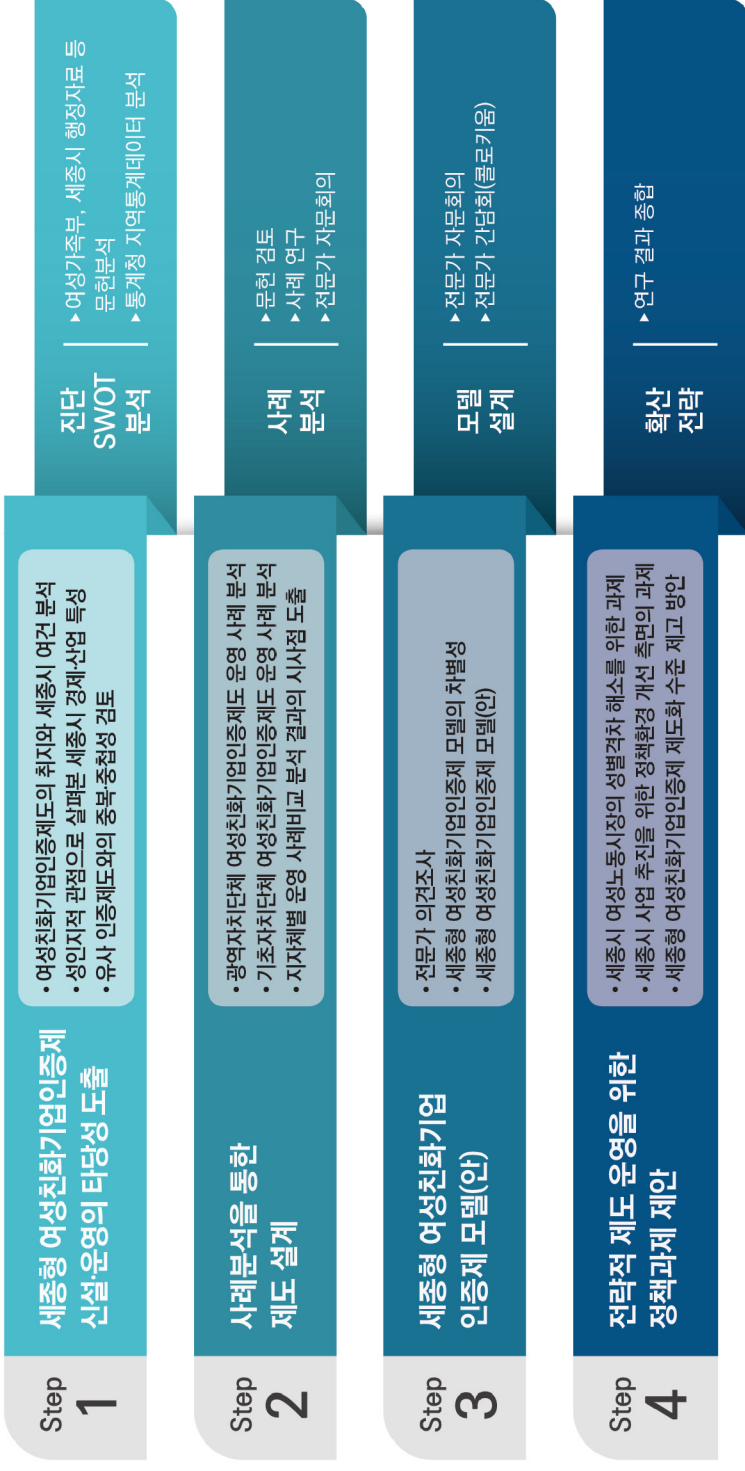 Step
1
세종형 여성친화기업인증제
신설·운영의 타당성 도출
• 여성친화기업인증제도의 취지와 세종시 여건 분석
• 성인지적 관점으로 살펴본 세종시 경제·산업 특성
• 유사 인증제도와의 중복·중첩성 검토
진단
SWOT
분석
▸여성가족부, 세종시 행정자료 등
문헌분석
▸통계청 지역통계데이터 분석
Step
2
사례분석을 통한
제도 설계
• 광역자치단체 여성친화기업인증제도 운영 사례 분석
• 기초자치단체 여성친화기업인증제도 운영 사례 분석
• 지자체별 운영 사례비교 분석 결과의 시사점 도출
사례
분석
▸문헌 검토
▸사례 연구
▸전문가 자문회의
Step
3
세종형 여성친화기업
인증제 모델(안)
• 전문가 의견조사
• 세종형 여성친화기업인증제 모델의 차별성
• 세종형 여성친화기업인증제 모델(안)
모델
설계
▸전문가 자문회의
▸전문가 간담회(콜로키움)
Step
4
전략적 제도 운영을 위한
정책과제 제안
• 세종시 여성노동시장의 성별격차 해소를 위한 과제
• 세종시 사업 추진을 위한 정책환경 개선 측면의 과제
• 세종형 여성친화기업인증제 제도화 수준 제고 방안
확산
전략
▸연구 결과 종합